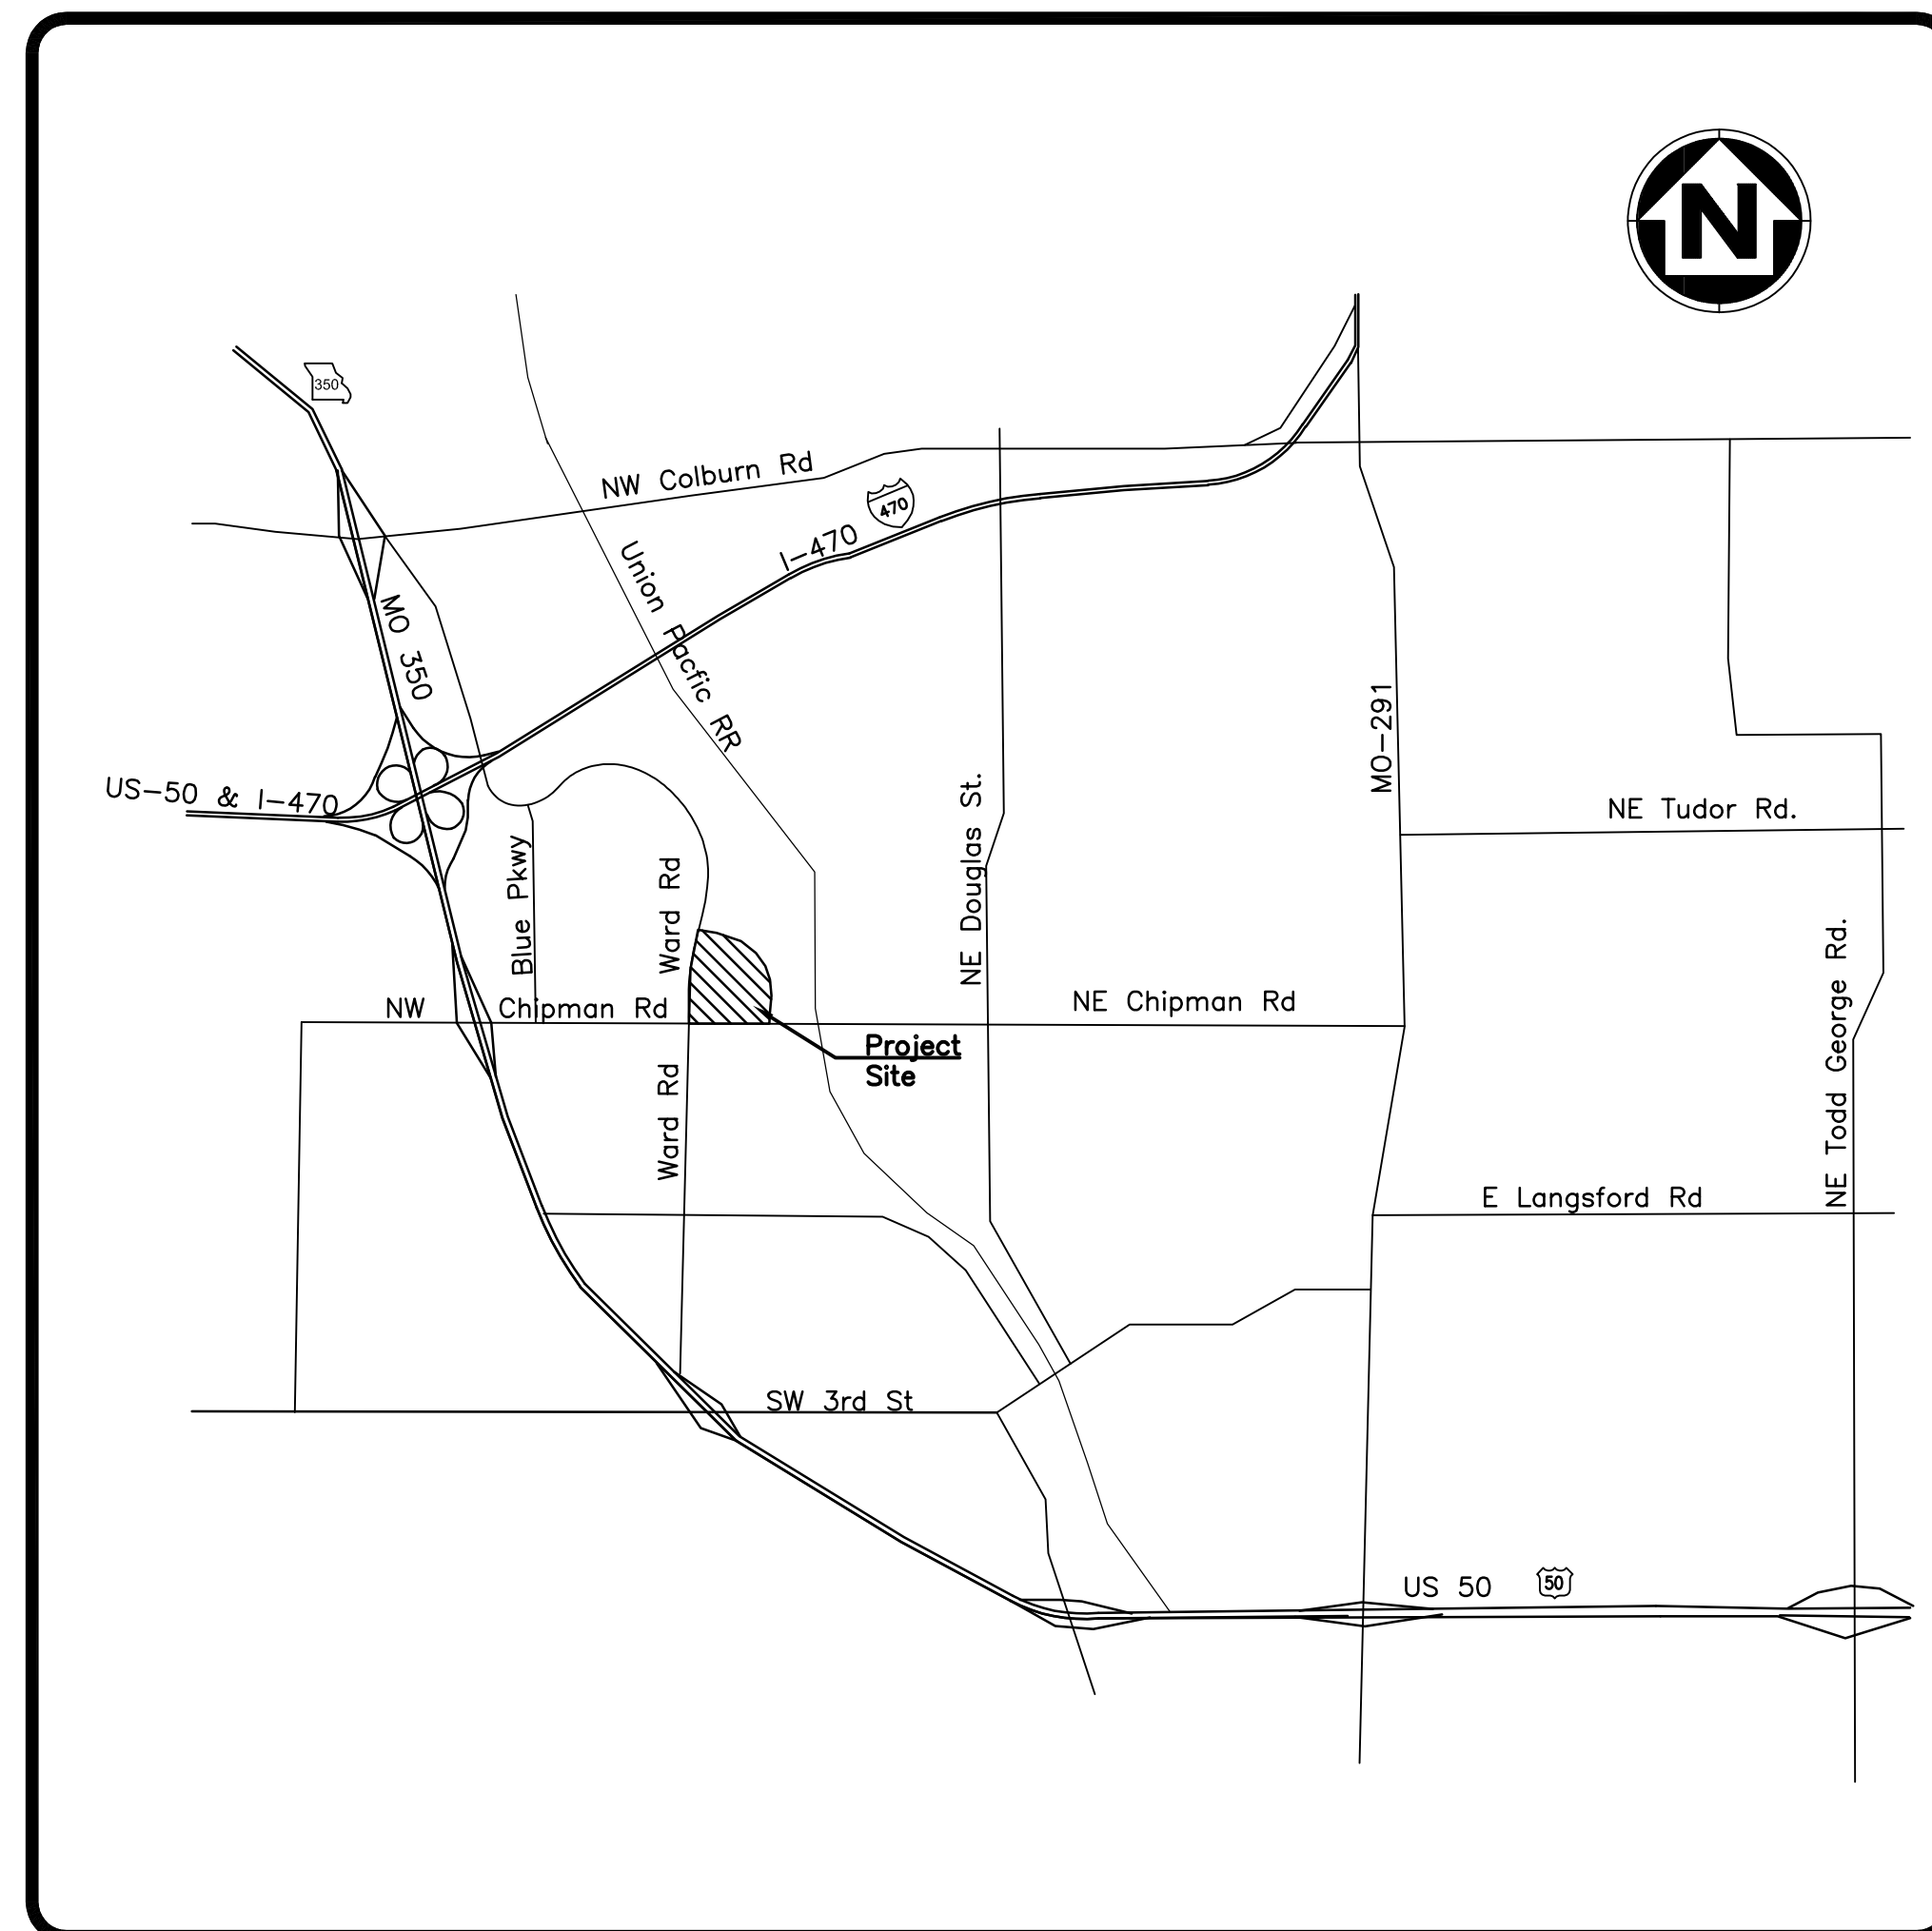 N
350
NW Colburn Rd
470
I-470
Union Pacfic RR
MO 350
MO-291
US-50 & I-470
NE Tudor Rd.
NE Douglas St.
Blue Pkwy
Ward Rd
NE Todd George Rd.
NW Chipman Rd
NE Chipman Rd
Project
Site
Ward Rd
E Langsford Rd
SW 3rd St
US 50
50